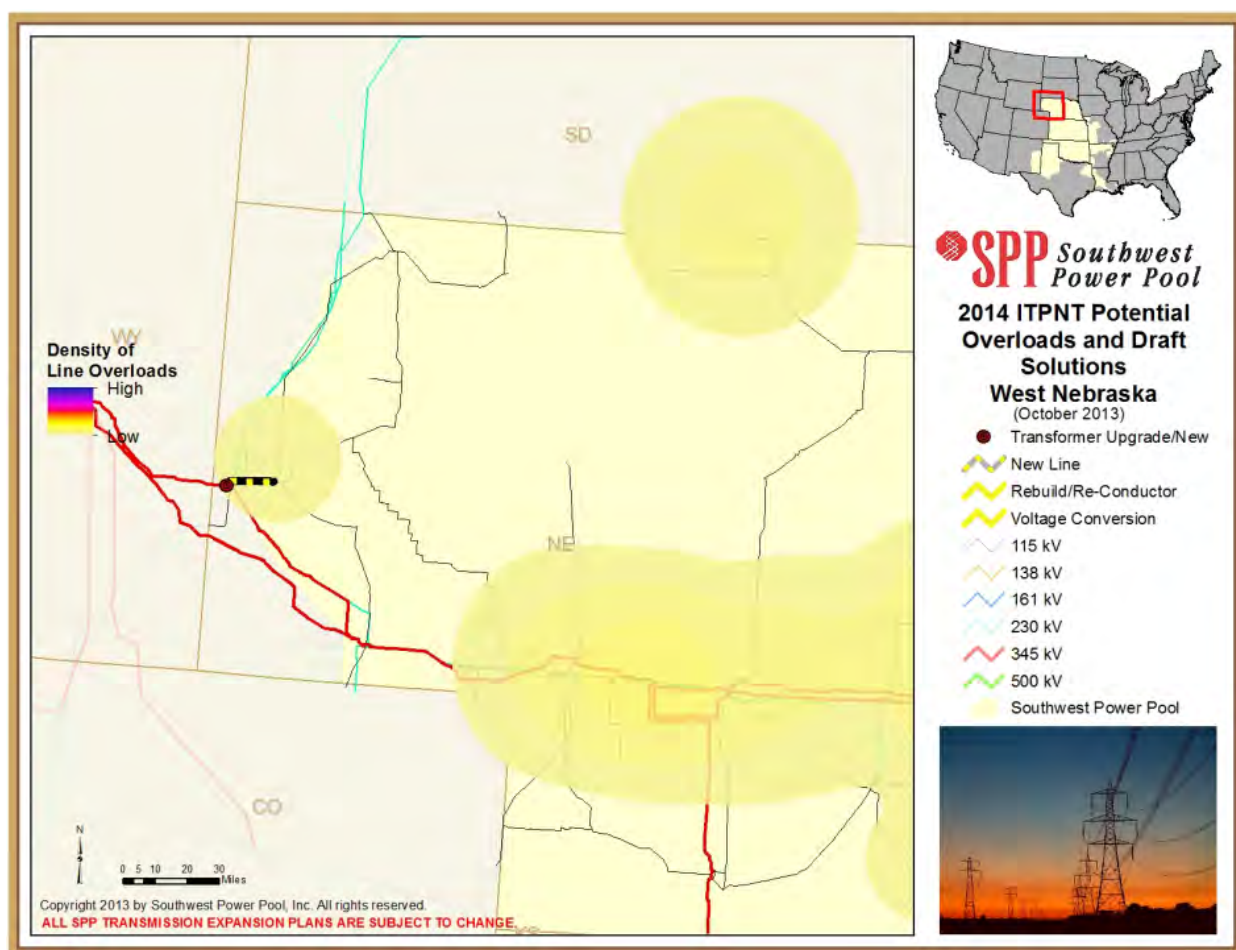 SD
WY
Density of
Line Overloads
High
Low
NE
CO
N
0 5 10 20 30
Miles
Copyright 2013 by Southwest Power Pool, Inc. All rights reserved.
ALL SPP TRANSMISSION EXPANSION PLANS ARE SUBJECT TO CHANGE.
KS
SPP Southwest
Power Pool
2014 ITPNT Potential
Overloads and Draft
Solutions
West Nebraska
(October 2013)
Transformer Upgrade/New
New Line
Rebuild/Re-Conductor
Voltage Conversion
115 kV
138 kV
161 kV
230 kV
345 kV
500 kV
Southwest Power Pool